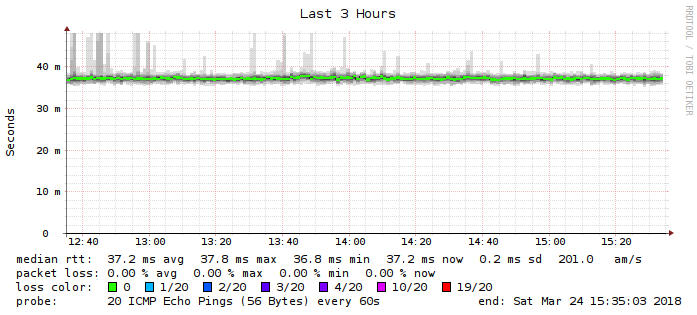 Last 3 Hours
RRDTOOL / TOBI OETIKER
Seconds
40 m
30 m
20 m
10 m
0
12:40 13:00 13:20 13:40 14:00 14:20 14:40 15:00 15:20
median rtt: 37.2 ms avg 37.8 ms max 36.8 ms min 37.2 ms now 0.2 ms sd 201.0 am/s
packet loss: 0.00 % avg 0.00 % max 0.00 % min 0.00 % now
loss color: 0 1/20 2/20 3/20 4/20 10/20 19/20
probe: 20 ICMP Echo Pings (56 Bytes) every 60s end: Sat Mar 24 15:35:03 2018